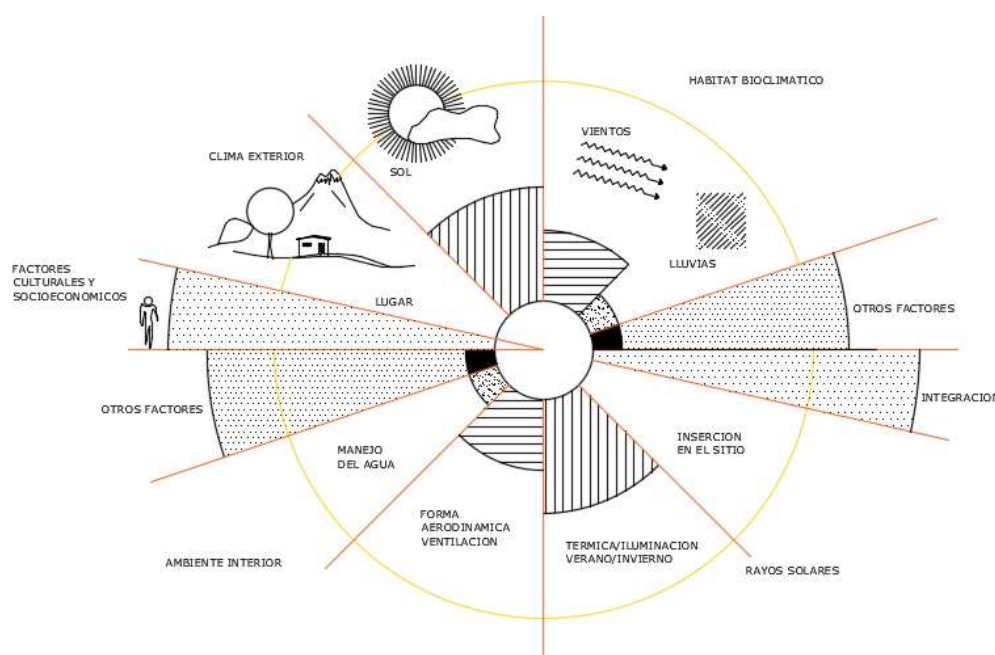 HABITAT BIOCLIMATICO
VIENTOS
CLIMA EXTERIOR
SOL
LLUVIAS
FACTORES
CULTURALES Y
SOCIOECONOMICOS
LUGAR
OTROS FACTORES
OTROS FACTORES
INTEGRACION
MANEJO
DEL AGUA
INSERCION
EN EL SITIO
FORMA
AERODINAMICA
VENTILACION
TERMICA/ILUMINACION
VERANO/INVIERNO
AMBIENTE INTERIOR
RAYOS SOLARES